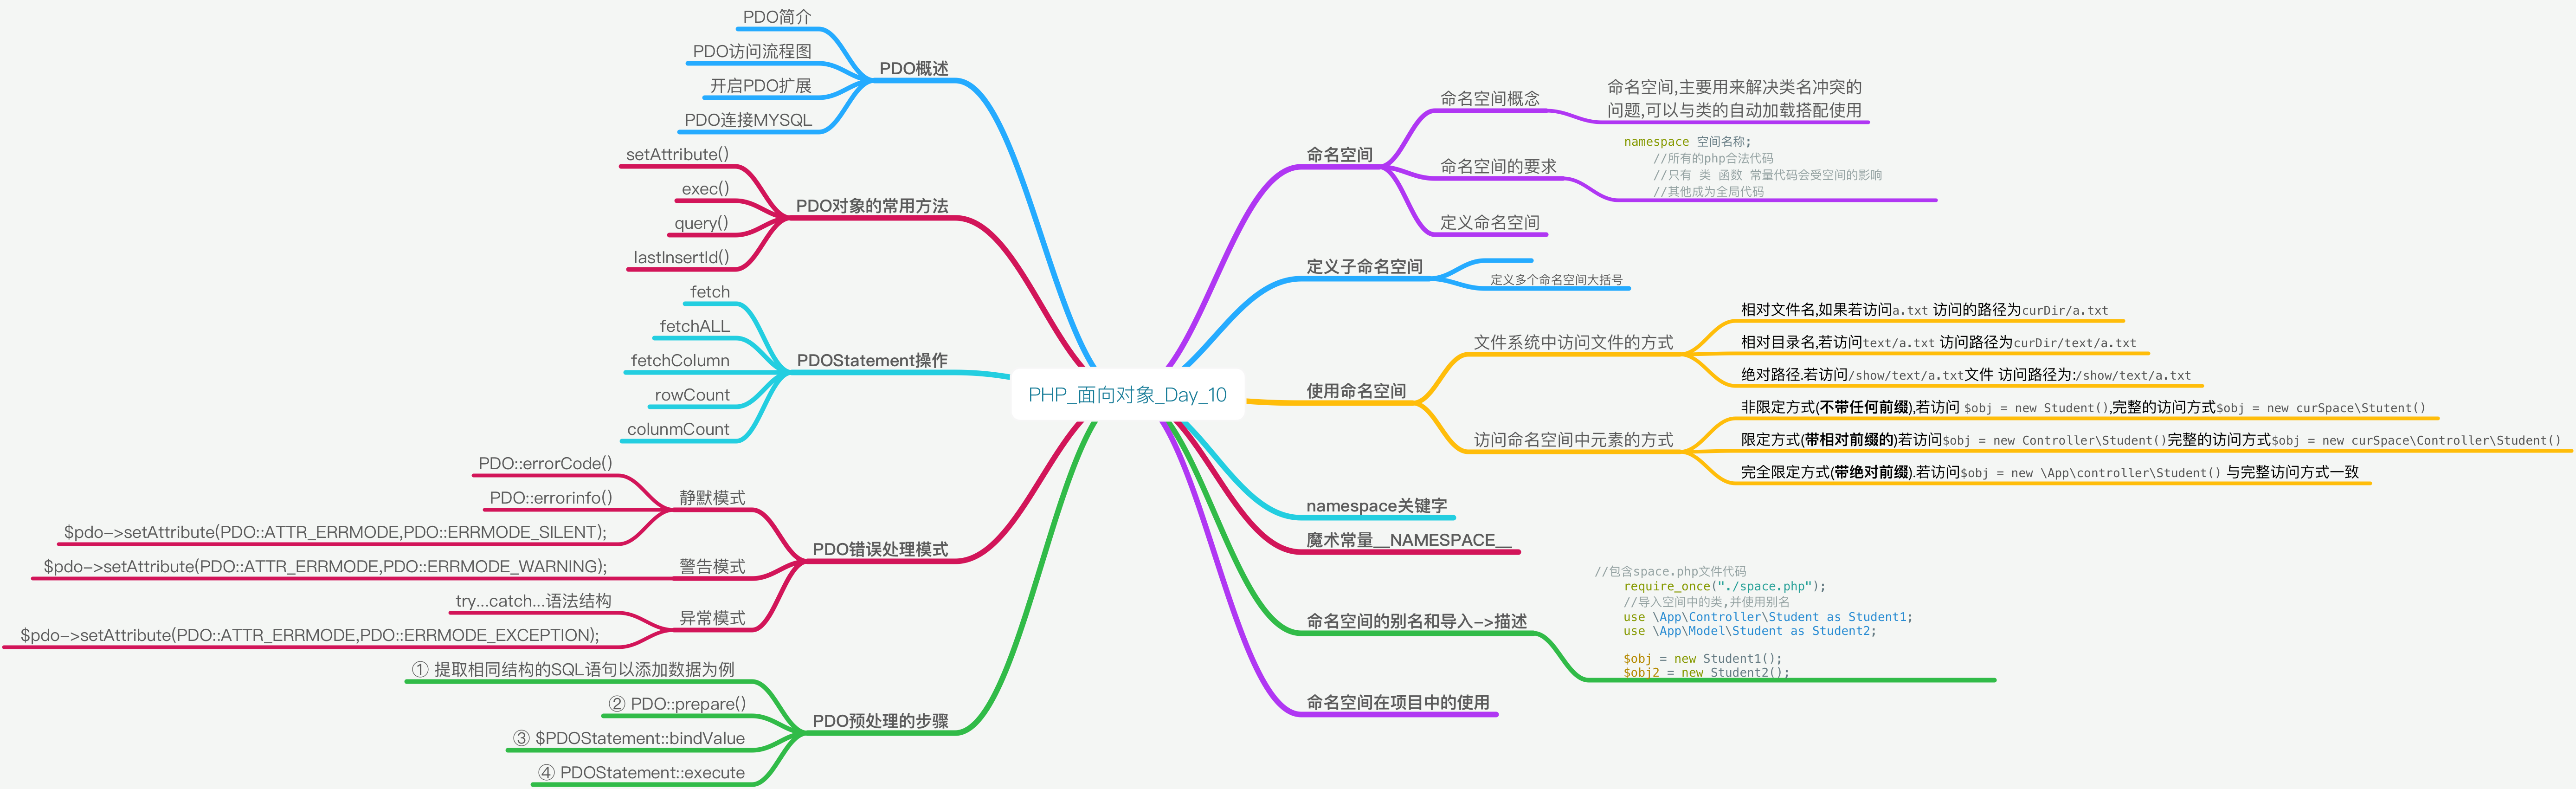 PHP_面向对象_Day_10
PDO概述
PDO简介
PDO访问流程图
开启PDO扩展
PDO连接MYSQL
PDO对象的常用方法
setAttribute()
exec()
query()
lastInsertId()
PDOStatement操作
fetch
fetchALL
fetchColumn
rowCount
colunmCount
PDO错误处理模式
静默模式
PDO::errorCode()
PDO::errorinfo()
$pdo->setAttribute(PDO::ATTR_ERRMODE,PDO::ERRMODE_SILENT);
警告模式
$pdo->setAttribute(PDO::ATTR_ERRMODE,PDO::ERRMODE_WARNING);
异常模式
try...catch...语法结构
$pdo->setAttribute(PDO::ATTR_ERRMODE,PDO::ERRMODE_EXCEPTION);
PDO预处理的步骤
① 提取相同结构的SQL语句以添加数据为例
② PDO::prepare()
③ $PDOStatement::bindValue
④ PDOStatement::execute
命名空间
命名空间概念
命名空间,主要用来解决类名冲突的
问题,可以与类的自动加载搭配使用
命名空间的要求
namespace 空间名称;
//所有的php合法代码
//只有 类 函数 常量代码会受空间的影响
//其他成为全局代码
定义命名空间
定义子命名空间
定义多个命名空间大括号
使用命名空间
文件系统中访问文件的方式
相对文件名,如果若访问a.txt 访问的路径为curDir/a.txt
相对目录名,若访问text/a.txt 访问路径为curDir/text/a.txt
绝对路径.若访问/show/text/a.txt文件 访问路径为:/show/text/a.txt
访问命名空间中元素的方式
非限定方式(不带任何前缀),若访问 $obj = new Student(),完整的访问方式$obj = new curSpace\Stutent()
限定方式(带相对前缀的)若访问$obj = new Controller\Student()完整的访问方式$obj = new curSpace\Controller\Student()
完全限定方式(带绝对前缀).若访问$obj = new \App\controller\Student() 与完整访问方式一致
namespace关键字
魔术常量__NAMESPACE__
命名空间的别名和导入->描述
//包含space.php文件代码
require_once("./space.php");
//导入空间中的类,并使用别名
use \App\Controller\Student as Student1;
use \App\Model\Student as Student2;
$obj = new Student1();
$obj2 = new Student2();
命名空间在项目中的使用